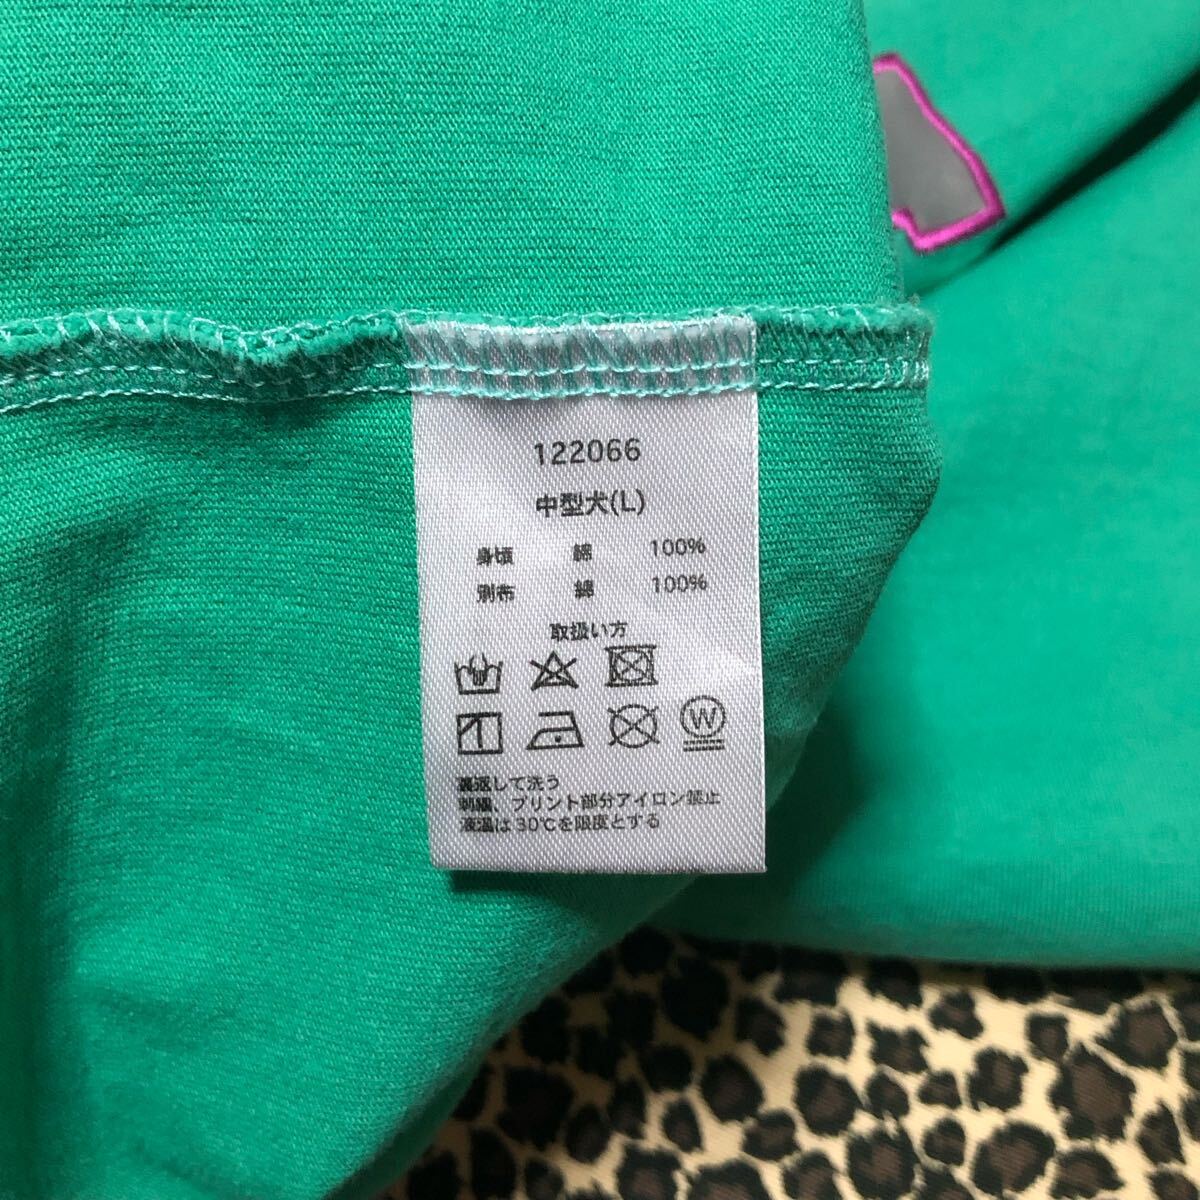 122066
中型犬(L)
身頃 綿 100%
別布 綿 100%
取扱い方
W
裏返して洗う
刺繍、プリント部分アイロン禁止
液温は30℃を限度とする